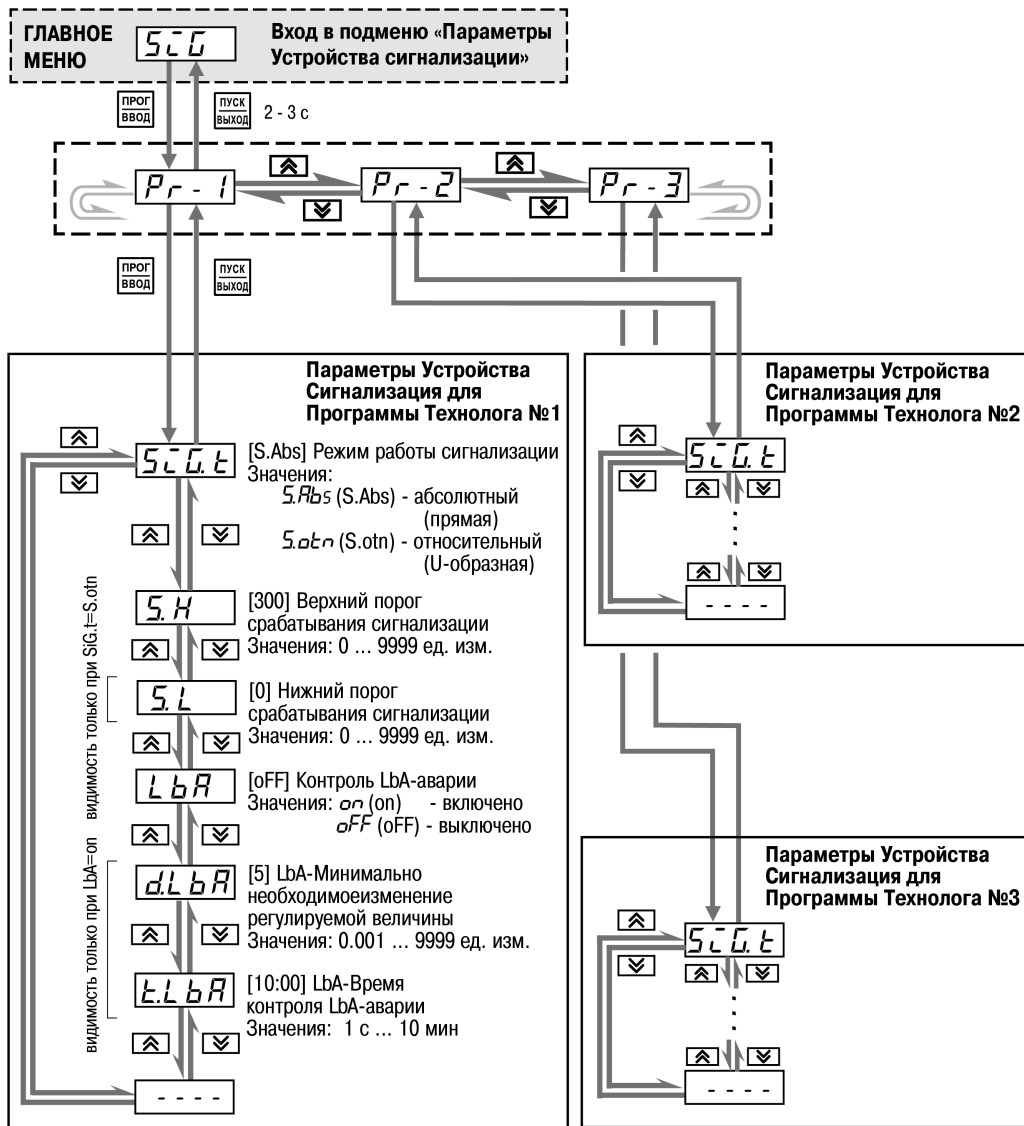 ГЛАВНОЕ
МЕНЮ
SiG
Вход в подменю «Параметры
Устройства сигнализации»
ПРОГ
ВВОД
ПУСК
ВЫХОД
2 - 3 с
Pr - 1
Pr - 2
Pr - 3
ПРОГ
ВВОД
ПУСК
ВЫХОД
Параметры Устройства
Сигнализация для
Программы Технолога №1
SiG.t
[S.Abs] Режим работы сигнализации
Значения:
S.Abs (S.Abs) - абсолютный
(прямая)
S.otn (S.otn) - относительный
(U-образная)
S. H
[300] Верхний порог
срабатывания сигнализации
Значения: 0 ... 9999 ед. изм.
видимость только при SiG.t=S.otn
S. L
[0] Нижний порог
срабатывания сигнализации
Значения: 0 ... 9999 ед. изм.
LbA
[oFF] Контроль LbA-аварии
Значения: on (on) - включено
oFF (oFF) - выключено
видимость только при LbA=on
d.LbA
[5] LbA-Минимально
необходимоеизменение
регулируемой величины
Значения: 0.001 ... 9999 ед. изм.
t.LbA
[10:00] LbA-Время
контроля LbA-аварии
Значения: 1 с ... 10 мин
- - - -
Параметры Устройства
Сигнализация для
Программы Технолога №2
SiG.t
- - - -
Параметры Устройства
Сигнализация для
Программы Технолога №3
SiG.t
- - - -